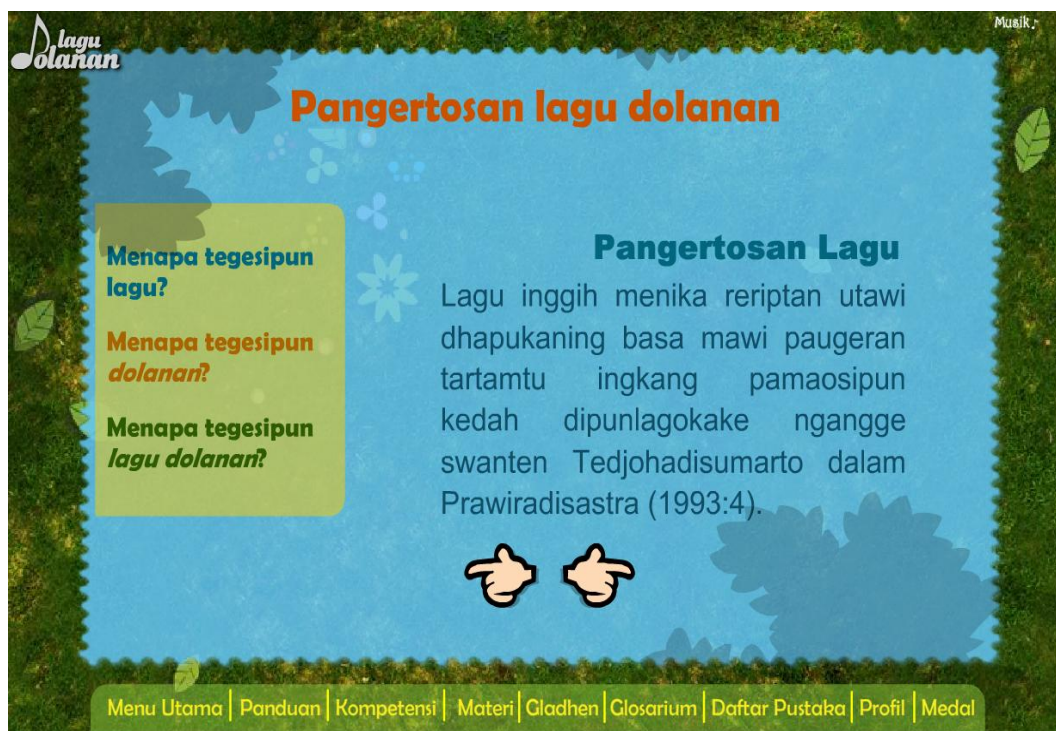 lagu
Dolanan
Musik
Pangertosan lagu dolanan
Menapa tegesipun
lagu?
Menapa tegesipun
dolanan?
Menapa tegesipun
lagu dolanan?
Pangertosan Lagu
Lagu inggih menika reriptan utawi
dhapukaning basa mawi paugeran
tartamtu ingkang pamaosipun
kedah dipunlagokake ngangge
swanten Tedjohadisumarto dalam
Prawiradisastra (1993:4).
Menu Utama | Panduan | Kompetensi | Materi | Gladhen | Glosarium | Daftar Pustaka | Profil | Medal